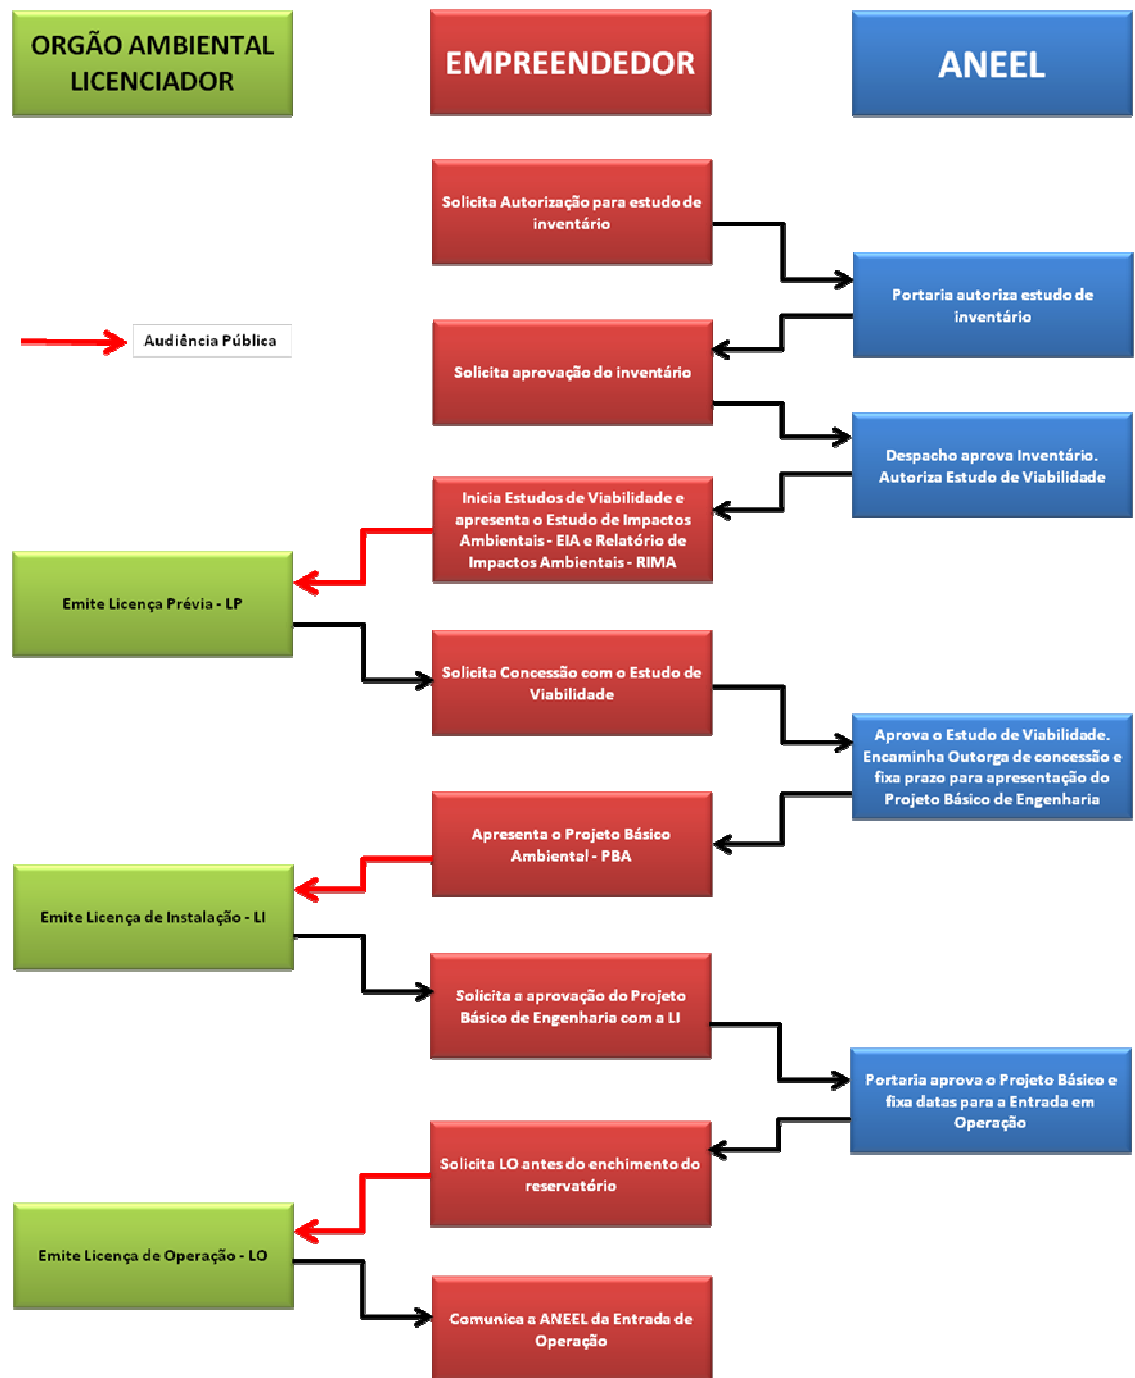 ORGÃO AMBIENTAL
LICENCIADOR
EMPREENDEDOR
ANEEL
Solicita Autorização para estudo de
inventário
Portaria autoriza estudo de
inventário
Audiência Pública
Solicita aprovação do inventário
Despacho aprova Inventário.
Autoriza Estudo de Viabilidade
Inicia Estudos de Viabilidade e
apresenta o Estudo de Impactos
Ambientais - EIA e Relatório de
Impactos Ambientais - RIMA
Emite Licença Prévia - LP
Solicita Concessão com o Estudo de
Viabilidade
Aprova o Estudo de Viabilidade.
Encaminha Outorga de concessão e
fixa prazo para apresentação do
Projeto Básico de Engenharia
Apresenta o Projeto Básico
Ambiental - PBA
Emite Licença de Instalação - LI
Solicita a aprovação do Projeto
Básico de Engenharia com a LI
Portaria aprova o Projeto Básico e
fixa datas para a Entrada em
Operação
Solicita LO antes do enchimento do
reservatório
Emite Licença de Operação - LO
Comunica a ANEEL da Entrada de
Operação